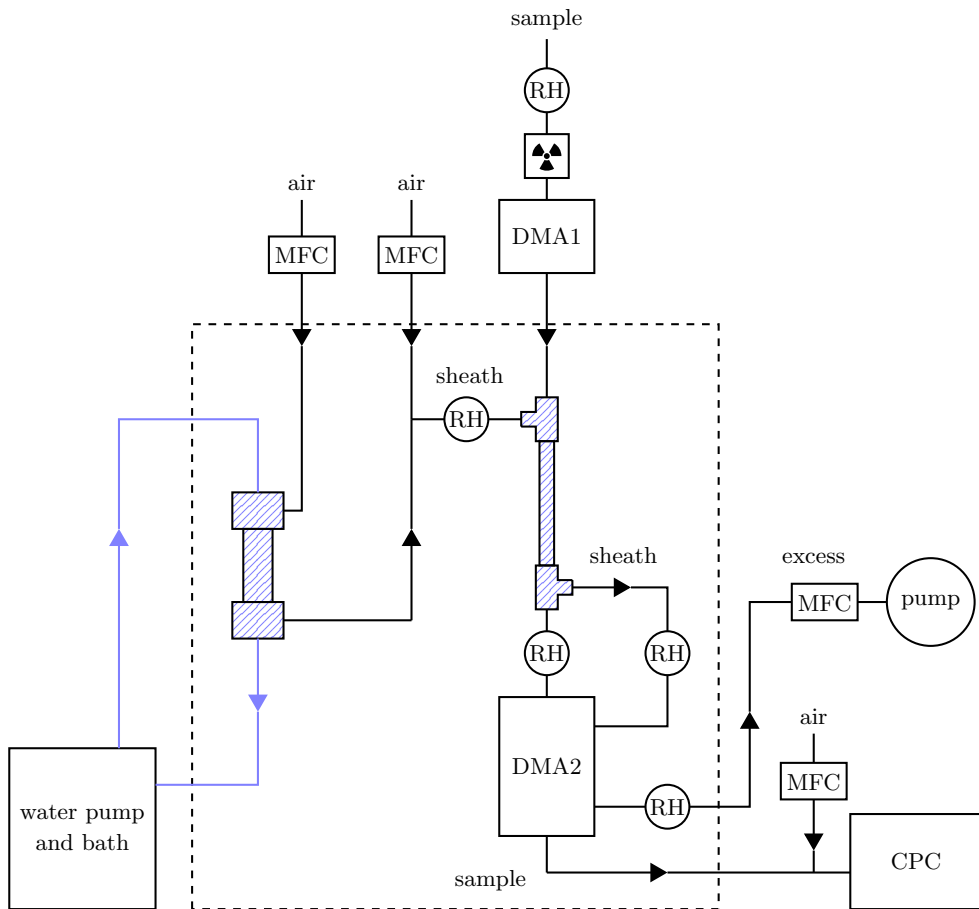 sample
RH
air
air
DMA1
MFC
MFC
sheath
RH
sheath
excess
MFC
pump
RH
RH
air
DMA2
MFC
RH
water pump
and bath
CPC
sample